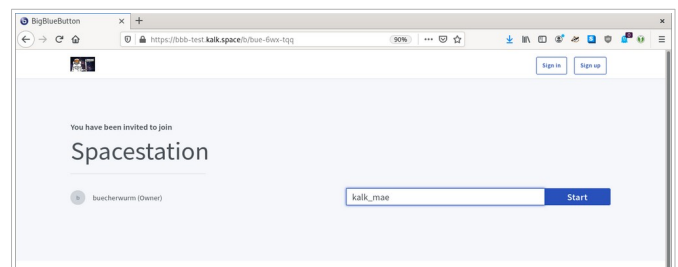 BigBlueButton
https://bbb-test.kalk.space/b/bue-6wx-tqq
90%
Sign in
Sign up
You have been invited to join
Spacestation
b
buecherwurm (Owner)
kalk_mae
Start